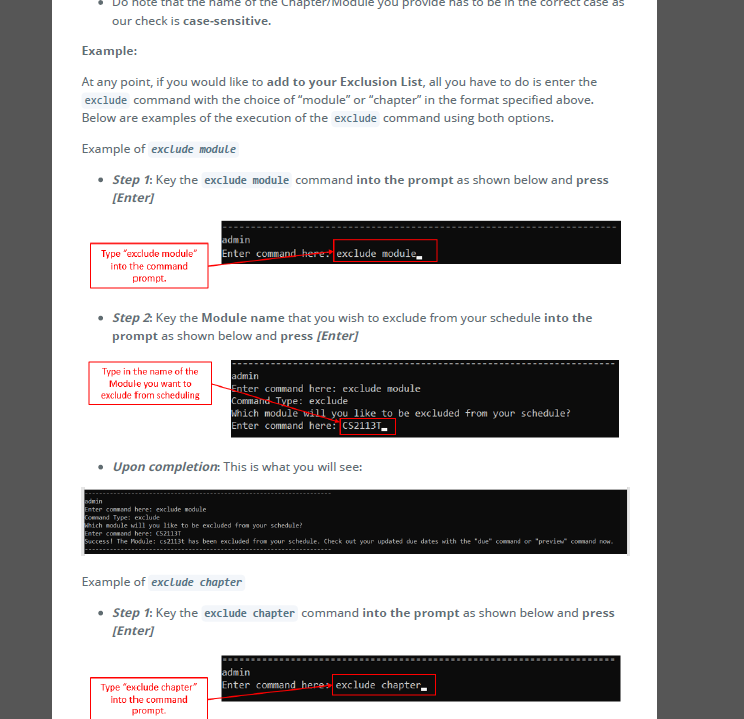 • Do note that the name of the Chapter/Module you provide has to be in the correct case as
our check is case-sensitive.
Example:
At any point, if you would like to add to your Exclusion List, all you have to do is enter the
exclude command with the choice of "module" or "chapter" in the format specified above.
Below are examples of the execution of the exclude command using both options.
Example of exclude module
• Step 1: Key the exclude module command into the prompt as shown below and press
[Enter]
Type "exclude module"
into the command
prompt.
admin
Enter command here: exclude module
• Step 2: Key the Module name that you wish to exclude from your schedule into the
prompt as shown below and press [Enter]
Type in the name of the
Module you want to
exclude from scheduling
admin
Enter command here: exclude module
Command Type: exclude
Which module will you like to be excluded from your schedule?
Enter command here: CS2113T
• Upon completion: This is what you will see:
admin
Enter command here: exclude module
Command Type: exclude
Which module will you like to be excluded from your schedule?
Enter command here: CS2113T
Success! The Module: cs2113t has been excluded from your schedule. Check out your updated due dates with the "due" command or "preview" command now.
Example of exclude chapter
• Step 1: Key the exclude chapter command into the prompt as shown below and press
[Enter]
Type "exclude chapter"
into the command
prompt.
admin
Enter command here: exclude chapter